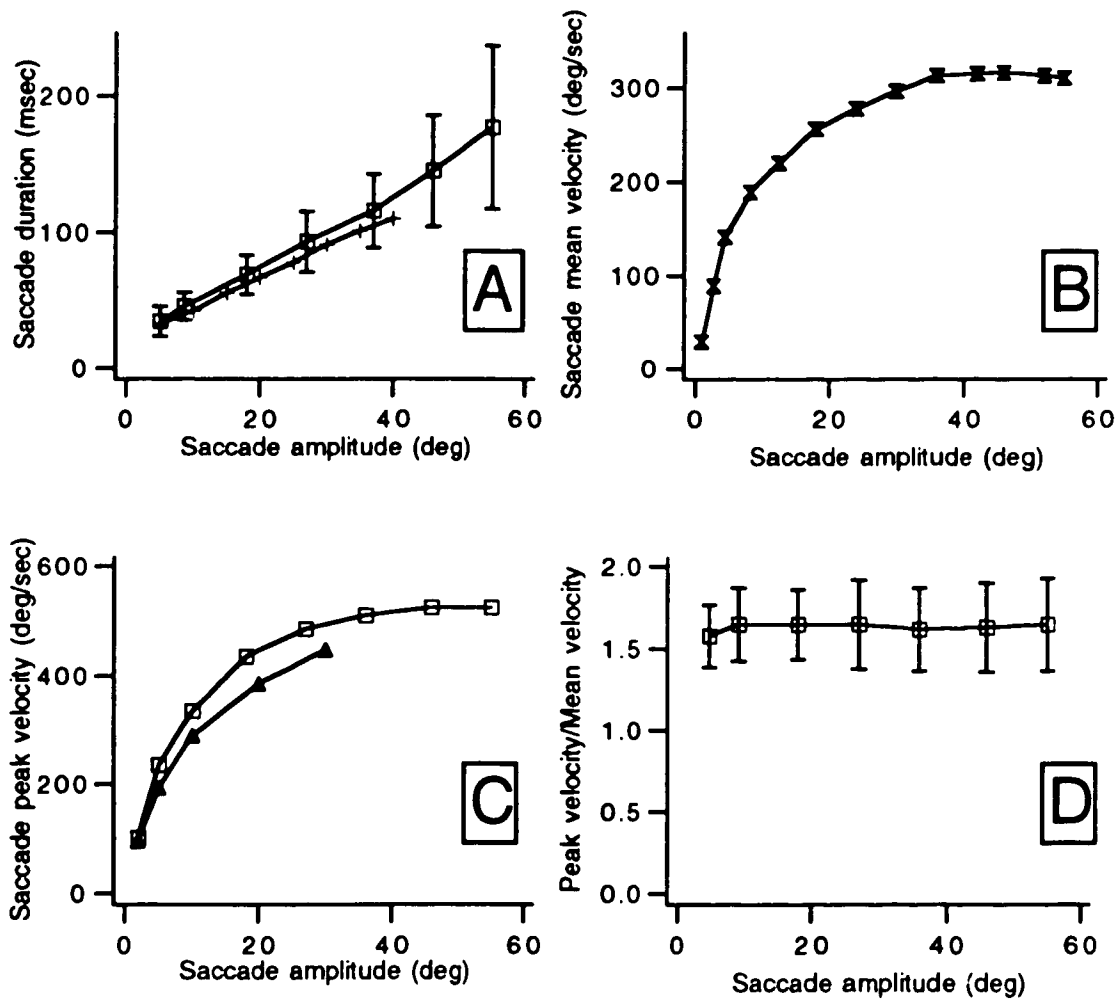 Saccade duration (msec)
200
100
0
0 20 40 60
Saccade amplitude (deg)
A
Saccade mean velocity (deg/sec)
300
200
100
0
0 20 40 60
Saccade amplitude (deg)
B
Saccade peak velocity (deg/sec)
600
400
200
0
0 20 40 60
Saccade amplitude (deg)
C
Peak velocity/Mean velocity
2.0
1.5
1.0
0.5
0.0
0 20 40 60
Saccade amplitude (deg)
D